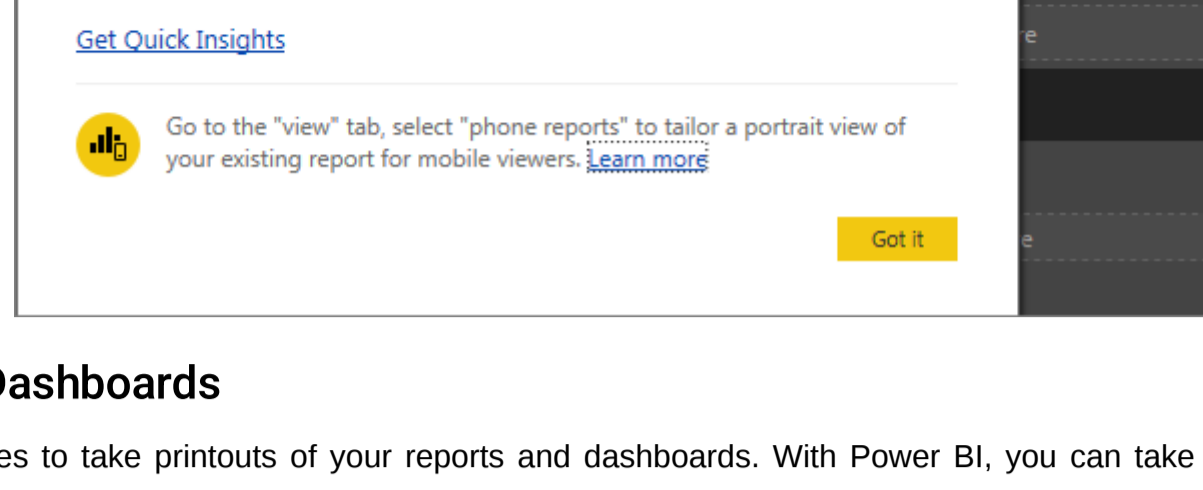 Get Quick Insights
re
Go to the "view" tab, select "phone reports" to tailor a portrait view of
your existing report for mobile viewers. Learn more
Got it
e
Dashboards
es to take printouts of your reports and dashboards. With Power BI, you can take